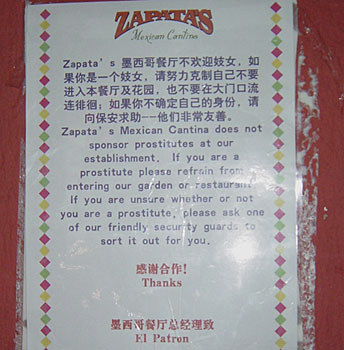 ZAPATA'S
Mexican Cantina
Zapata's 墨西哥餐厅不欢迎妓女,如
果你是一个妓女,请努力克制自己不要
进入本餐厅及花园,也不要在大门口流
连徘徊;如果你不确定自己的身份,请
向保安求助--他们非常友善。
Zapata's Mexican Cantina does not
sponsor prostitutes at our
establishment. If you are a
prostitute please refrain from
entering our garden or restaurant.
If you are unsure whether or not
you are a prostitute, please ask one
of our friendly security guards to
sort it out for you.
感谢合作!
Thanks
墨西哥餐厅总经理致
El Patron